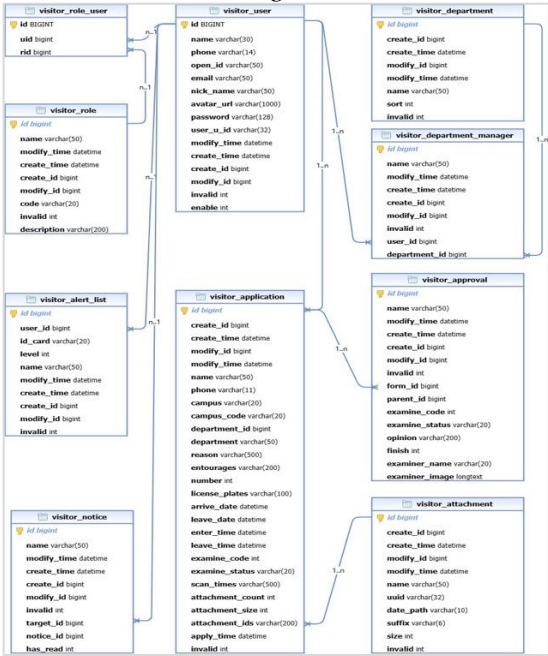 visitor_role_user
id BIGINT
uid bigint
rid bigint
visitor_role
id bigint
name varchar(50)
modify_time datetime
create_time datetime
create_id bigint
modify_id bigint
code varchar(20)
invalid int
description varchar(200)
visitor_alert_list
id bigint
user_id bigint
id_card varchar(20)
level int
name varchar(50)
modify_time datetime
create_time datetime
create_id bigint
modify_id bigint
invalid int
visitor_notice
id bigint
name varchar(50)
modify_time datetime
create_time datetime
create_id bigint
modify_id bigint
invalid int
target_id bigint
notice_id bigint
has_read int
n..1
n..1
n..1
n..1
visitor_user
id BIGINT
name varchar(30)
phone varchar(14)
open_id varchar(50)
email varchar(50)
nick_name varchar(50)
avatar_url varchar(1000)
password varchar(128)
user_u_id varchar(32)
modify_time datetime
create_time datetime
create_id bigint
modify_id bigint
invalid int
enable int
visitor_application
id bigint
create_id bigint
create_time datetime
modify_id bigint
modify_time datetime
name varchar(50)
phone varchar(11)
campus varchar(20)
campus_code varchar(20)
department_id bigint
department varchar(50)
reason varchar(500)
entourages varchar(200)
number int
license_plates varchar(100)
arrive_date datetime
leave_date datetime
enter_time datetime
leave_time datetime
examine_code int
examine_status varchar(20)
scan_times varchar(500)
attachment_count int
attachment_size int
attachment_ids varchar(200)
apply_time datetime
invalid int
1..n
1..n
1..n
1..n
1..n
visitor_department
id bigint
create_id bigint
create_time datetime
modify_id bigint
modify_time datetime
name varchar(50)
sort int
invalid int
visitor_department_manager
id bigint
name varchar(50)
modify_time datetime
create_time datetime
create_id bigint
modify_id bigint
invalid int
user_id bigint
department_id bigint
visitor_approval
id bigint
name varchar(50)
modify_time datetime
create_time datetime
create_id bigint
modify_id bigint
invalid int
form_id bigint
parent_id bigint
examine_code int
examine_status varchar(20)
opinion varchar(200)
finish int
examiner_name varchar(20)
examiner_image longtext
visitor_attachment
id bigint
create_id bigint
create_time datetime
modify_id bigint
modify_time datetime
name varchar(50)
uuid varchar(32)
date_path varchar(10)
suffix varchar(6)
size int
invalid int